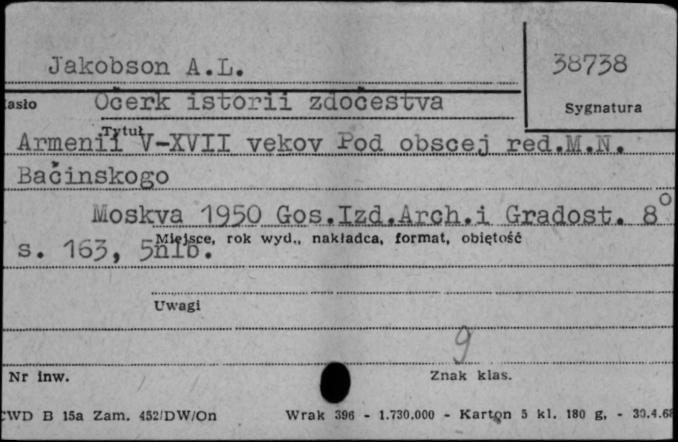 Jakobson A.L.
38738
asło
Očerk istorii zdočestva
Sygnatura
Tytuł
Armenii V-XVII vekov Pod obscej red.M.N.
Bačinskogo
Moskva 1950 Gos.Izd.Arch.i Gradost. 8°
Miejsce, rok wyd., nakładca, format, objętość
s. 163, 5nlb.
Uwagi
9
Nr inw.
Znak klas.
CWD B 15a Zam. 452/DW/On Wrak 396 - 1.730.000 - Karton 5 kl. 180 g. - 30.4.68